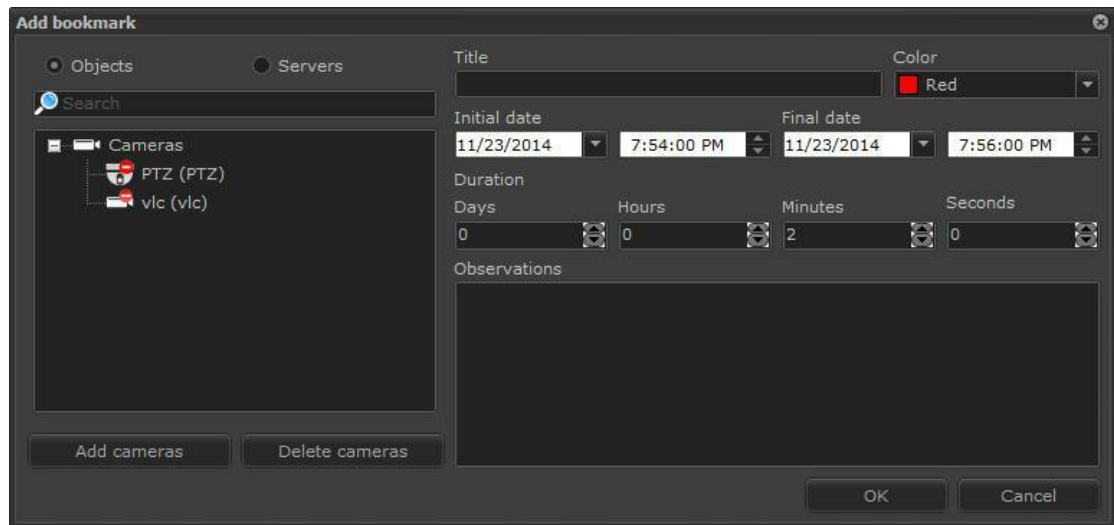 Add bookmark
Objects Servers
Search
Cameras
PTZ (PTZ)
vlc (vlc)
Add cameras Delete cameras
Title Color
Red
Initial date Final date
11/23/2014 7:54:00 PM 11/23/2014 7:56:00 PM
Duration
Days Hours Minutes Seconds
0 0 2 0
Observations
OK Cancel